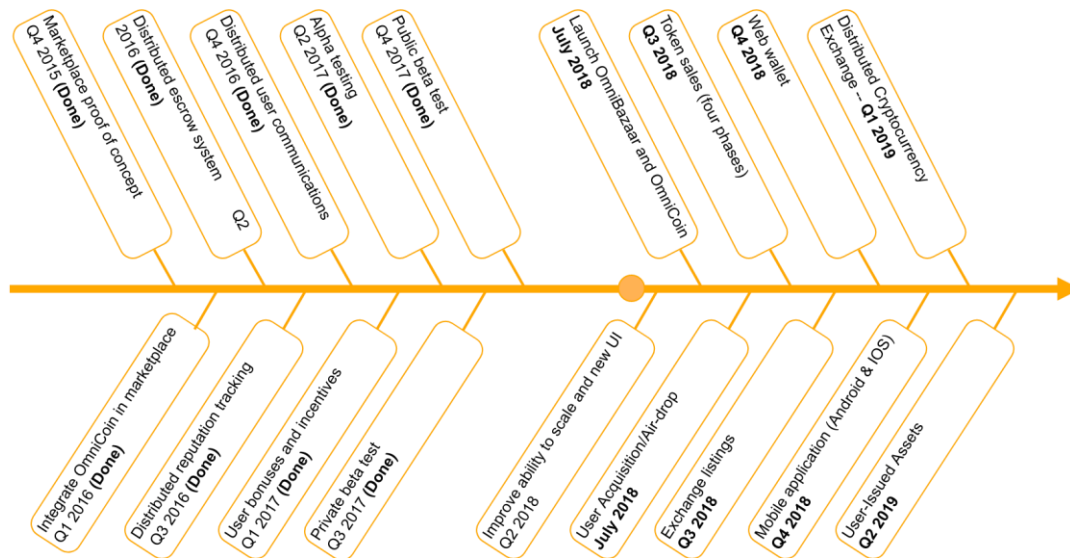 Marketplace proof of concept
Q4 2015 (Done)
Distributed escrow system Q2
2016 (Done)
Distributed user communications
Q4 2016 (Done)
Alpha testing
Q2 2017 (Done)
Public beta test
Q4 2017 (Done)
Launch OmniBazaar and OmniCoin
July 2018
Token sales (four phases)
Q3 2018
Web wallet
Q4 2018
Distributed Cryptocurrency
Exchange -- Q1 2019
Integrate OmniCoin in marketplace
Q1 2016 (Done)
Distributed reputation tracking
Q3 2016 (Done)
User bonuses and incentives
Q1 2017 (Done)
Private beta test
Q3 2017 (Done)
Improve ability to scale and new UI
Q2 2018
User Acquisition/Air-drop
July 2018
Exchange listings
Q3 2018
Mobile application (Android & IOS)
Q4 2018
User-Issued Assets
Q2 2019